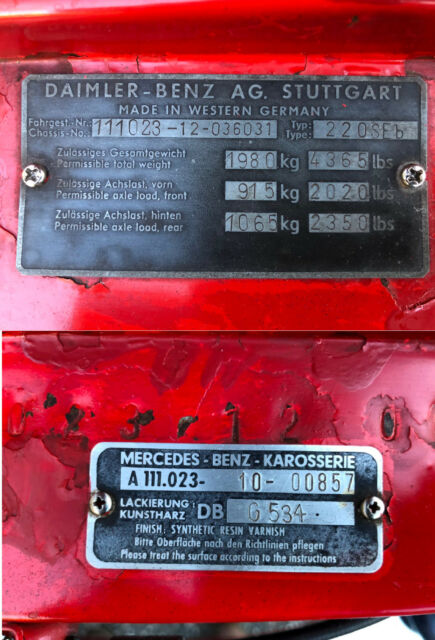 DAIMLER-BENZ AG. STUTTGART
MADE IN WESTERN GERMANY
Fahrgest.-Nr.: 111023-12-036031 Typ: 220SEb
Chassis-No.: Type:
Zulässiges Gesamtgewicht 1980 kg 4365 lbs
Permissible total weight
Zulässige Achslast, vorn 915 kg 2020 lbs
Permissible axle load, front
Zulässige Achslast, hinten 1065 kg 2350 lbs
Permissible axle load, rear
3 1 2 0
MERCEDES-BENZ-KAROSSERIE
A 111.023- 10-00857
LACKIERUNG: DB G 534
KUNSTHARZ
FINISH: SYNTHETIC RESIN VARNISH
Bitte Oberfläche nach den Richtlinien pflegen
Please treat the surface according to the instructions